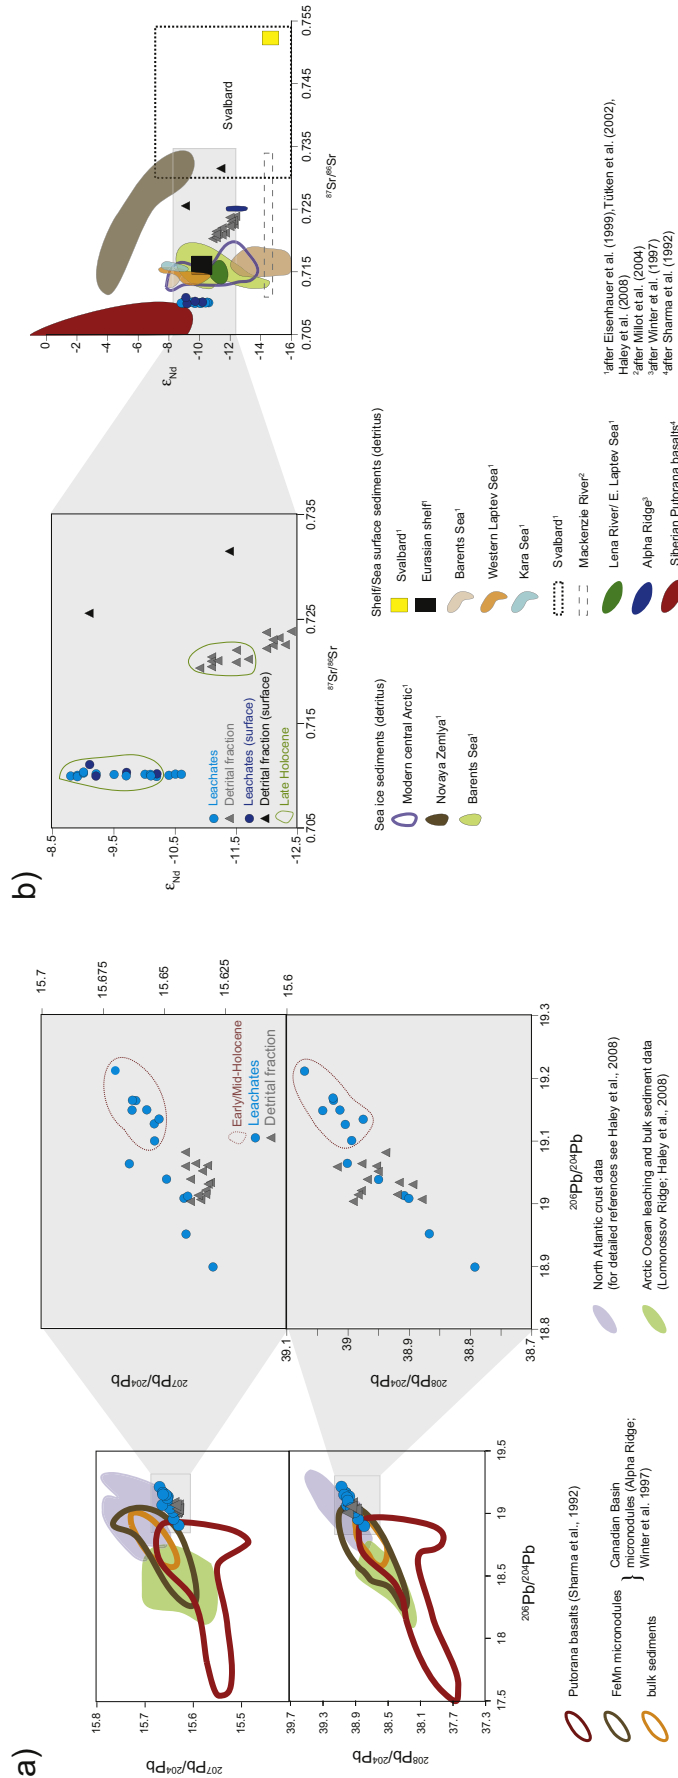 a)
15.8
15.7
15.6
15.5
207Pb/204Pb
39.7
39.3
38.9
38.5
38.1
37.7
37.3
208Pb/204Pb
17.5
18
18.5
19
19.5
206Pb/204Pb
15.7
15.675
15.65
15.625
15.6
207Pb/204Pb
Early/Mid-Holocene
Leachates
Detrital fraction
39.1
39
38.9
38.8
38.7
208Pb/204Pb
18.8
18.9
19
19.1
19.2
19.3
206Pb/204Pb
Putorana basalts (Sharma et al., 1992)
FeMn micronodules
bulk sediments
} Canadian Basin
micronodules (Alpha Ridge;
Winter et al. 1997)
North Atlantic crust data
(for detailed references see Haley et al., 2008)
Arctic Ocean leaching and bulk sediment data
(Lomonossov Ridge; Haley et al., 2008)
b)
-8.5
-9.5
-10.5
-11.5
-12.5
εNd
Leachates
Detrital fraction
Leachates (surface)
Detrital fraction (surface)
Late Holocene
0.705
0.715
0.725
0.735
87Sr/86Sr
0
-2
-4
-6
-8
-10
-12
-14
-16
εNd
Svalbard
0.705
0.715
0.725
0.735
0.745
0.755
87Sr/86Sr
Sea ice sediments (detritus)
Modern central Arctic1
Novaya Zemlya1
Barents Sea1
Shelf/Sea surface sediments (detritus)
Svalbard1
Eurasian shelf1
Barents Sea1
Western Laptev Sea1
Kara Sea1
Svalbard1
Mackenzie River2
Lena River/ E. Laptev Sea1
Alpha Ridge3
Siberian Putorana basalts4
1after Eisenhauer et al. (1999),Tütken et al. (2002),
Haley et al. (2008)
2after Millot et al. (2004)
3after Winter et al. (1997)
4after Sharma et al. (1992)